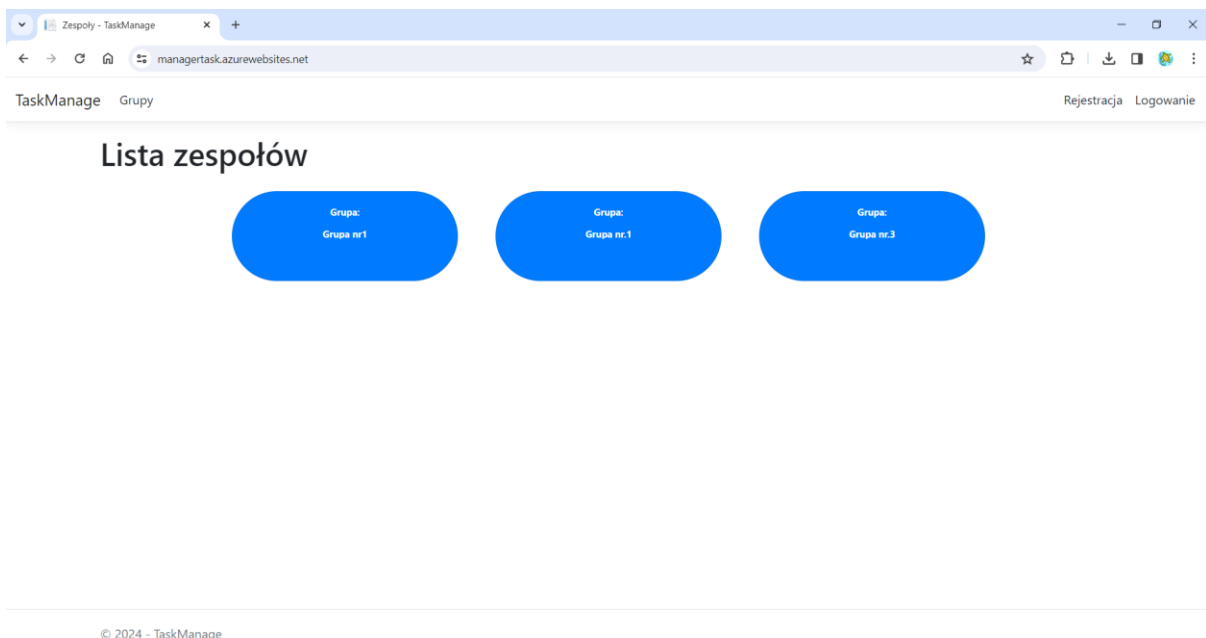 Zespoły - TaskManage
managertask.azurewebsites.net
TaskManage Grupy Rejestracja Logowanie
Lista zespołów
Grupa: Grupa: Grupa:
Grupa nr1 Grupa nr.1 Grupa nr.3
© 2024 - TaskManage